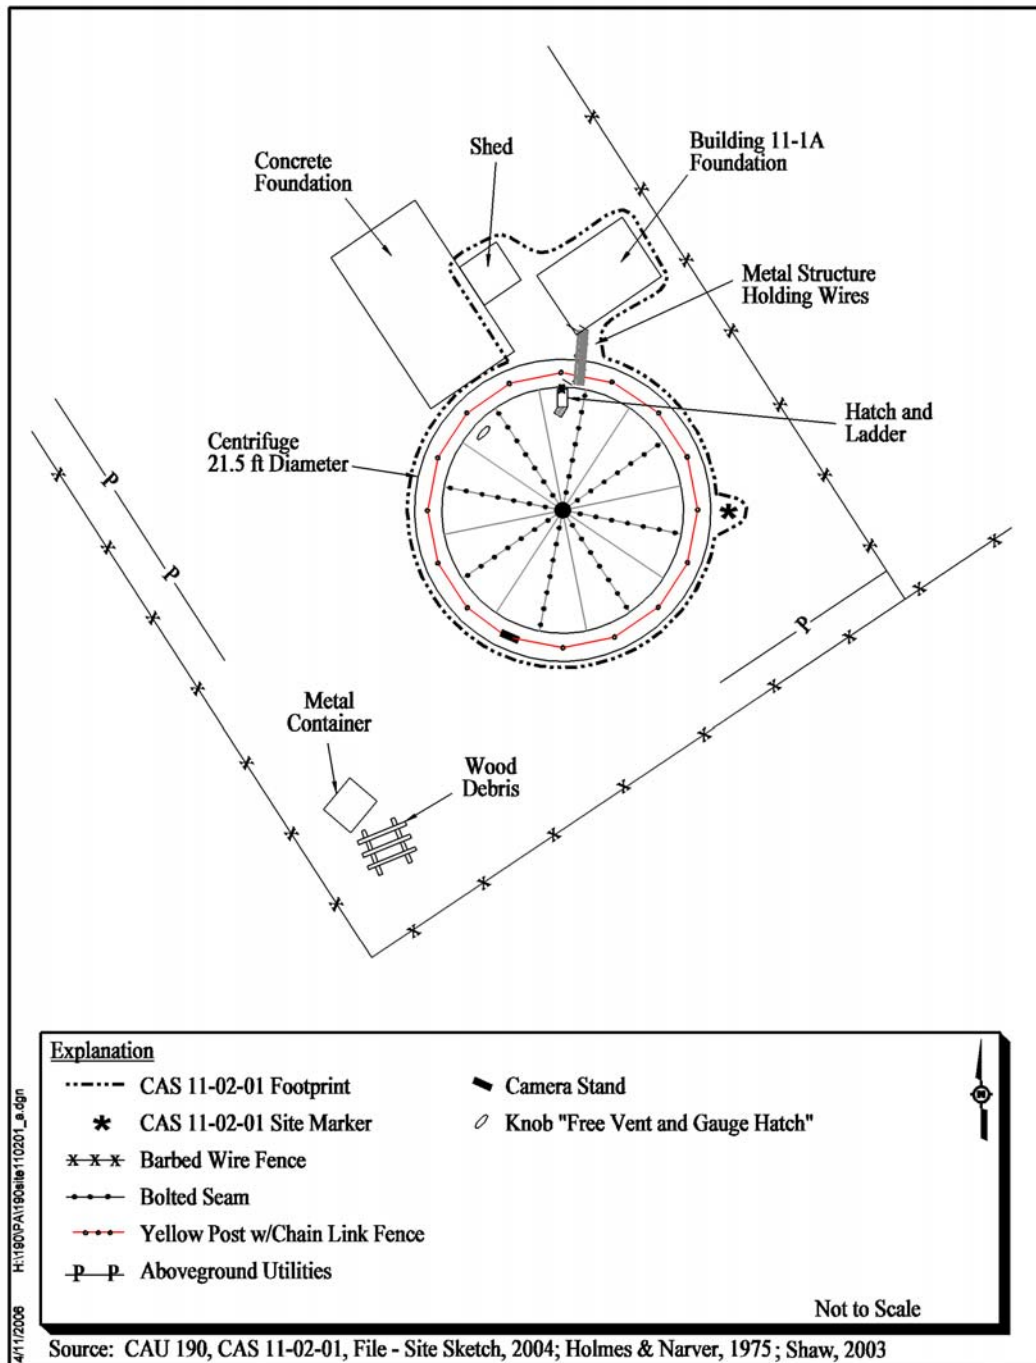 Concrete
Foundation
Shed
Building 11-1A
Foundation
Metal Structure
Holding Wires
Hatch and
Ladder
Centrifuge
21.5 ft Diameter
x x x x x x x
P
P
x x x x x x x
P
x x x x x x x x x
Metal
Container
Wood
Debris
Explanation
CAS 11-02-01 Footprint
* CAS 11-02-01 Site Marker
x x x Barbed Wire Fence
Bolted Seam
Yellow Post w/Chain Link Fence
P P Aboveground Utilities
Camera Stand
Knob "Free Vent and Gauge Hatch"
N
Not to Scale
Source: CAU 190, CAS 11-02-01, File - Site Sketch, 2004; Holmes & Narver, 1975; Shaw, 2003
4/11/2006 H:\190\PA\190site110201_a.dgn